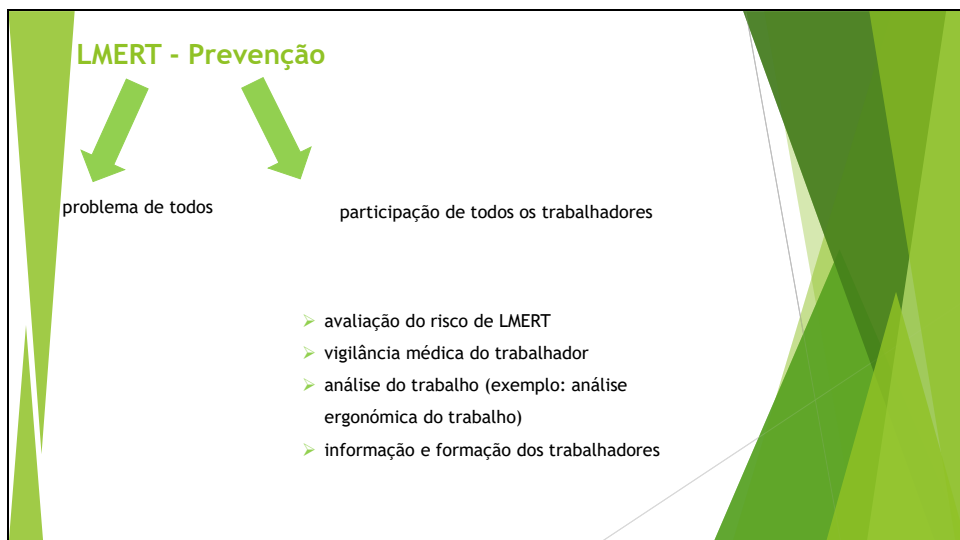 LMERT - Prevenção
problema de todos
participação de todos os trabalhadores
➢ avaliação do risco de LMERT
➢ vigilância médica do trabalhador
➢ análise do trabalho (exemplo: análise
ergonómica do trabalho)
➢ informação e formação dos trabalhadores